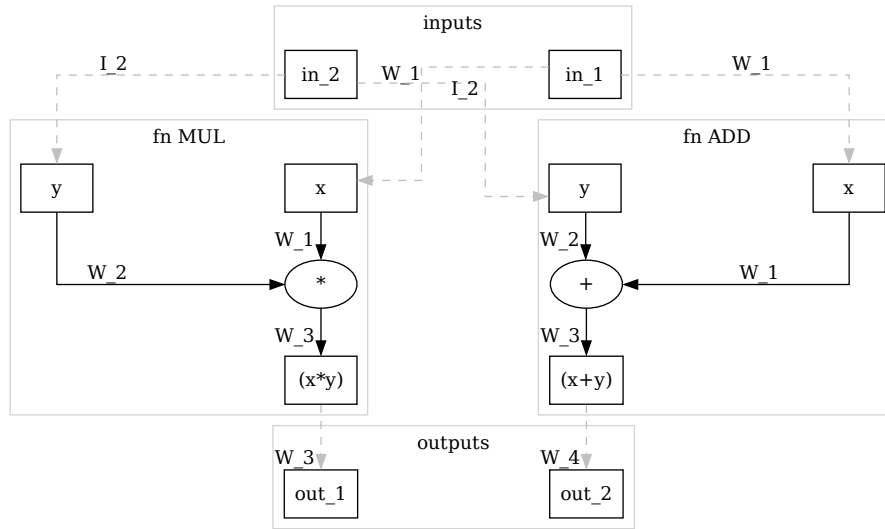 inputs
I_2
in_2
W_1
I_2
in_1
W_1
fn MUL
fn ADD
y
x
y
x
W_1
W_2
W_2
*
+
W_1
W_3
W_3
(x*y)
(x+y)
outputs
W_3
W_4
out_1
out_2